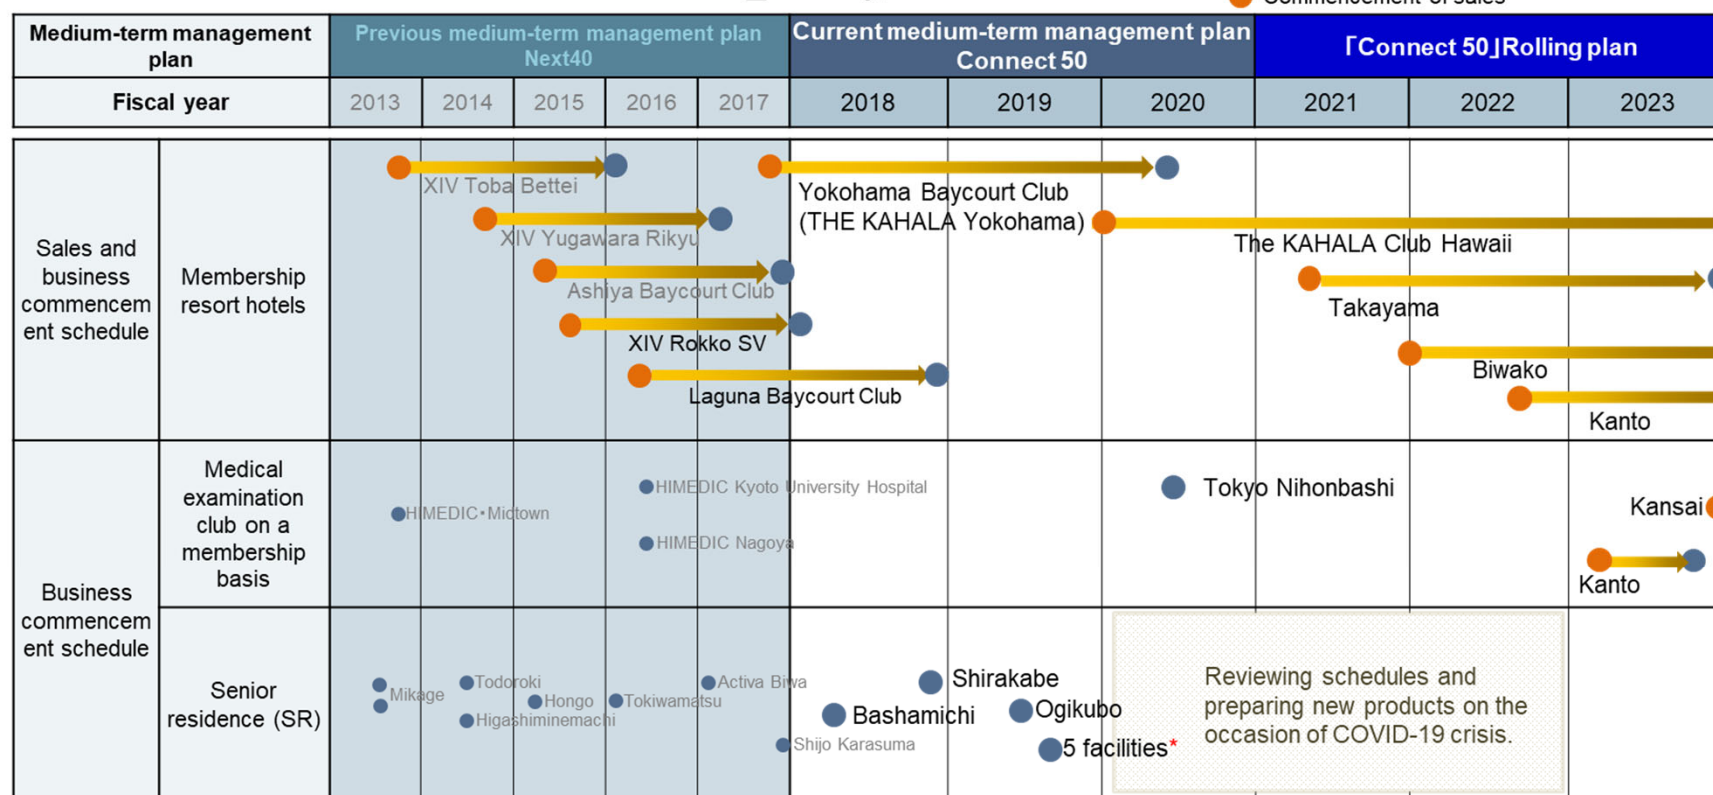 Commencement of sales
Medium-term management
plan
Previous medium-term management plan
Next40
Current medium-term management plan
Connect 50
「Connect 50」Rolling plan
Fiscal year
2013
2014
2015
2016
2017
2018
2019
2020
2021
2022
2023
Sales and
business
commencem
ent schedule
Membership
resort hotels
XIV Toba Bettei
XIV Yugawara Rikyu
Ashiya Baycourt Club
XIV Rokko SV
Laguna Baycourt Club
Yokohama Baycourt Club
(THE KAHALA Yokohama)
The KAHALA Club Hawaii
Takayama
Biwako
Kanto
Business
commencem
ent schedule
Medical
examination
club on a
membership
basis
HIMEDIC・Midtown
HIMEDIC Kyoto University Hospital
HIMEDIC Nagoya
Tokyo Nihonbashi
Kansai
Kanto
Senior
residence (SR)
Mikage
Todoroki
Higashiminemachi
Hongo
Tokiwamatsu
Activa Biwa
Shijo Karasuma
Bashamichi
Shirakabe
Ogikubo
5 facilities*
Reviewing schedules and
preparing new products on the
occasion of COVID-19 crisis.